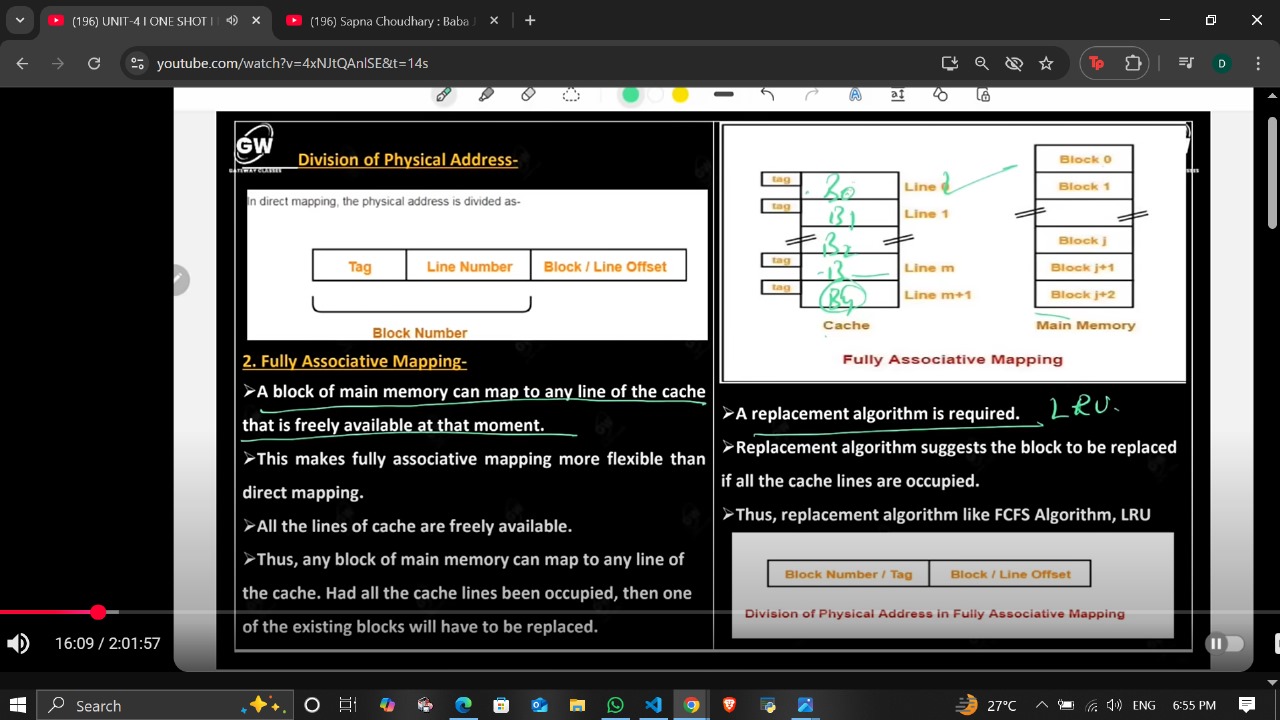 (196) UNIT-4 I ONE SHOT I
(196) Sapna Choudhary : Baba J
youtube.com/watch?v=4xNJtQAnlSE&t=14s
Tp
D
GW
GATEWAY CLASSES
Division of Physical Address-
In direct mapping, the physical address is divided as-
Tag
Line Number
Block / Line Offset
Block Number
2. Fully Associative Mapping-
➢A block of main memory can map to any line of the cache
that is freely available at that moment.
➢This makes fully associative mapping more flexible than
direct mapping.
➢All the lines of cache are freely available.
➢Thus, any block of main memory can map to any line of
the cache. Had all the cache lines been occupied, then one
of the existing blocks will have to be replaced.
tag B0 Line 0
tag B1 Line 1
B2
tag B Line m
tag B4 Line m+1
Cache
Block 0
Block 1
Block j
Block j+1
Block j+2
Main Memory
Fully Associative Mapping
➢A replacement algorithm is required. LRU.
➢Replacement algorithm suggests the block to be replaced
if all the cache lines are occupied.
➢Thus, replacement algorithm like FCFS Algorithm, LRU
Block Number / Tag
Block / Line Offset
Division of Physical Address in Fully Associative Mapping
16:09 / 2:01:57
Search
27°C
ENG
6:55 PM